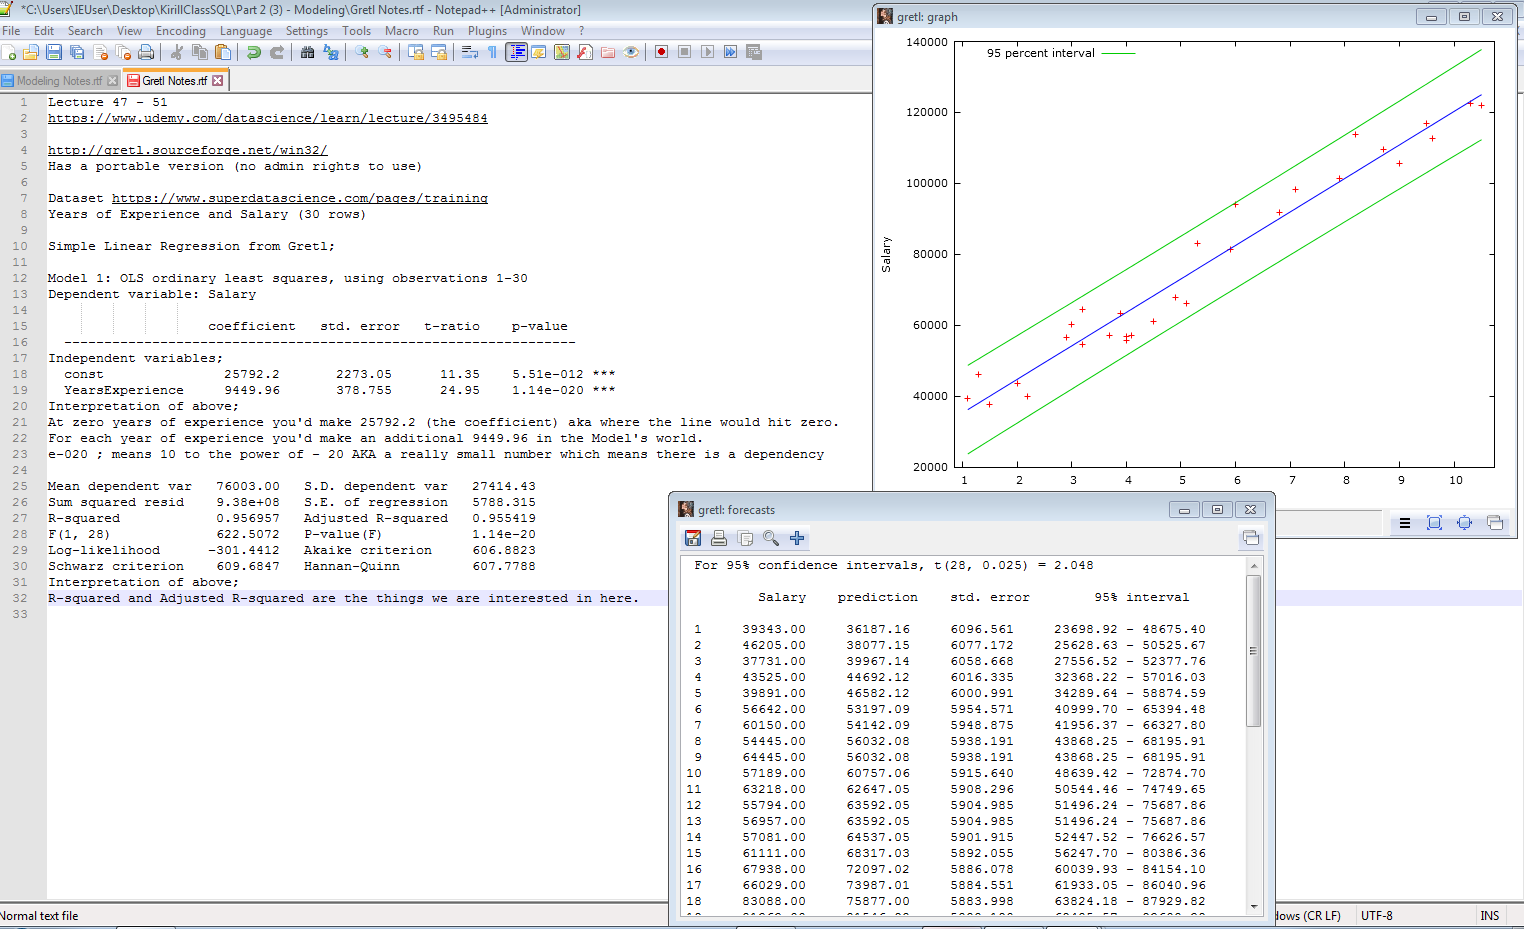 *C:\Users\IEUser\Desktop\KirillClassSQL\Part 2 (3) - Modeling\Gretl Notes.rtf - Notepad++ [Administrator]
File Edit Search View Encoding Language Settings Tools Macro Run Plugins Window ?
Modeling Notes.rtf Gretl Notes.rtf
1 Lecture 47 - 51
2 https://www.udemy.com/datascience/learn/lecture/3495484
3
4 http://gretl.sourceforge.net/win32/
5 Has a portable version (no admin rights to use)
6
7 Dataset https://www.superdatascience.com/pages/training
8 Years of Experience and Salary (30 rows)
9
10 Simple Linear Regression from Gretl;
11
12 Model 1: OLS ordinary least squares, using observations 1-30
13 Dependent variable: Salary
14
15 coefficient std. error t-ratio p-value
16 ----------------------------------------------------------------
17 Independent variables;
18 const 25792.2 2273.05 11.35 5.51e-012 ***
19 YearsExperience 9449.96 378.755 24.95 1.14e-020 ***
20 Interpretation of above;
21 At zero years of experience you'd make 25792.2 (the coefficient) aka where the line would hit zero.
22 For each year of experience you'd make an additional 9449.96 in the Model's world.
23 e-020 ; means 10 to the power of - 20 AKA a really small number which means there is a dependency
24
25 Mean dependent var 76003.00 S.D. dependent var 27414.43
26 Sum squared resid 9.38e+08 S.E. of regression 5788.315
27 R-squared 0.956957 Adjusted R-squared 0.955419
28 F(1, 28) 622.5072 P-value(F) 1.14e-20
29 Log-likelihood -301.4412 Akaike criterion 606.8823
30 Schwarz criterion 609.6847 Hannan-Quinn 607.7788
31 Interpretation of above;
32 R-squared and Adjusted R-squared are the things we are interested in here.
33
Normal text file
dows (CR LF) UTF-8 INS
gretl: graph
95 percent interval
Salary
140000
120000
100000
80000
60000
40000
20000
1 2 3 4 5 6 7 8 9 10
gretl: forecasts
For 95% confidence intervals, t(28, 0.025) = 2.048
Salary prediction std. error 95% interval
1 39343.00 36187.16 6096.561 23698.92 - 48675.40
2 46205.00 38077.15 6077.172 25628.63 - 50525.67
3 37731.00 39967.14 6058.668 27556.52 - 52377.76
4 43525.00 44692.12 6016.335 32368.22 - 57016.03
5 39891.00 46582.12 6000.991 34289.64 - 58874.59
6 56642.00 53197.09 5954.571 40999.70 - 65394.48
7 60150.00 54142.09 5948.875 41956.37 - 66327.80
8 54445.00 56032.08 5938.191 43868.25 - 68195.91
9 64445.00 56032.08 5938.191 43868.25 - 68195.91
10 57189.00 60757.06 5915.640 48639.42 - 72874.70
11 63218.00 62647.05 5908.296 50544.46 - 74749.65
12 55794.00 63592.05 5904.985 51496.24 - 75687.86
13 56957.00 63592.05 5904.985 51496.24 - 75687.86
14 57081.00 64537.05 5901.915 52447.52 - 76626.57
15 61111.00 68317.03 5892.055 56247.70 - 80386.36
16 67938.00 72097.02 5886.078 60039.93 - 84154.10
17 66029.00 73987.01 5884.551 61933.05 - 86040.96
18 83088.00 75877.00 5883.998 63824.18 - 87929.82